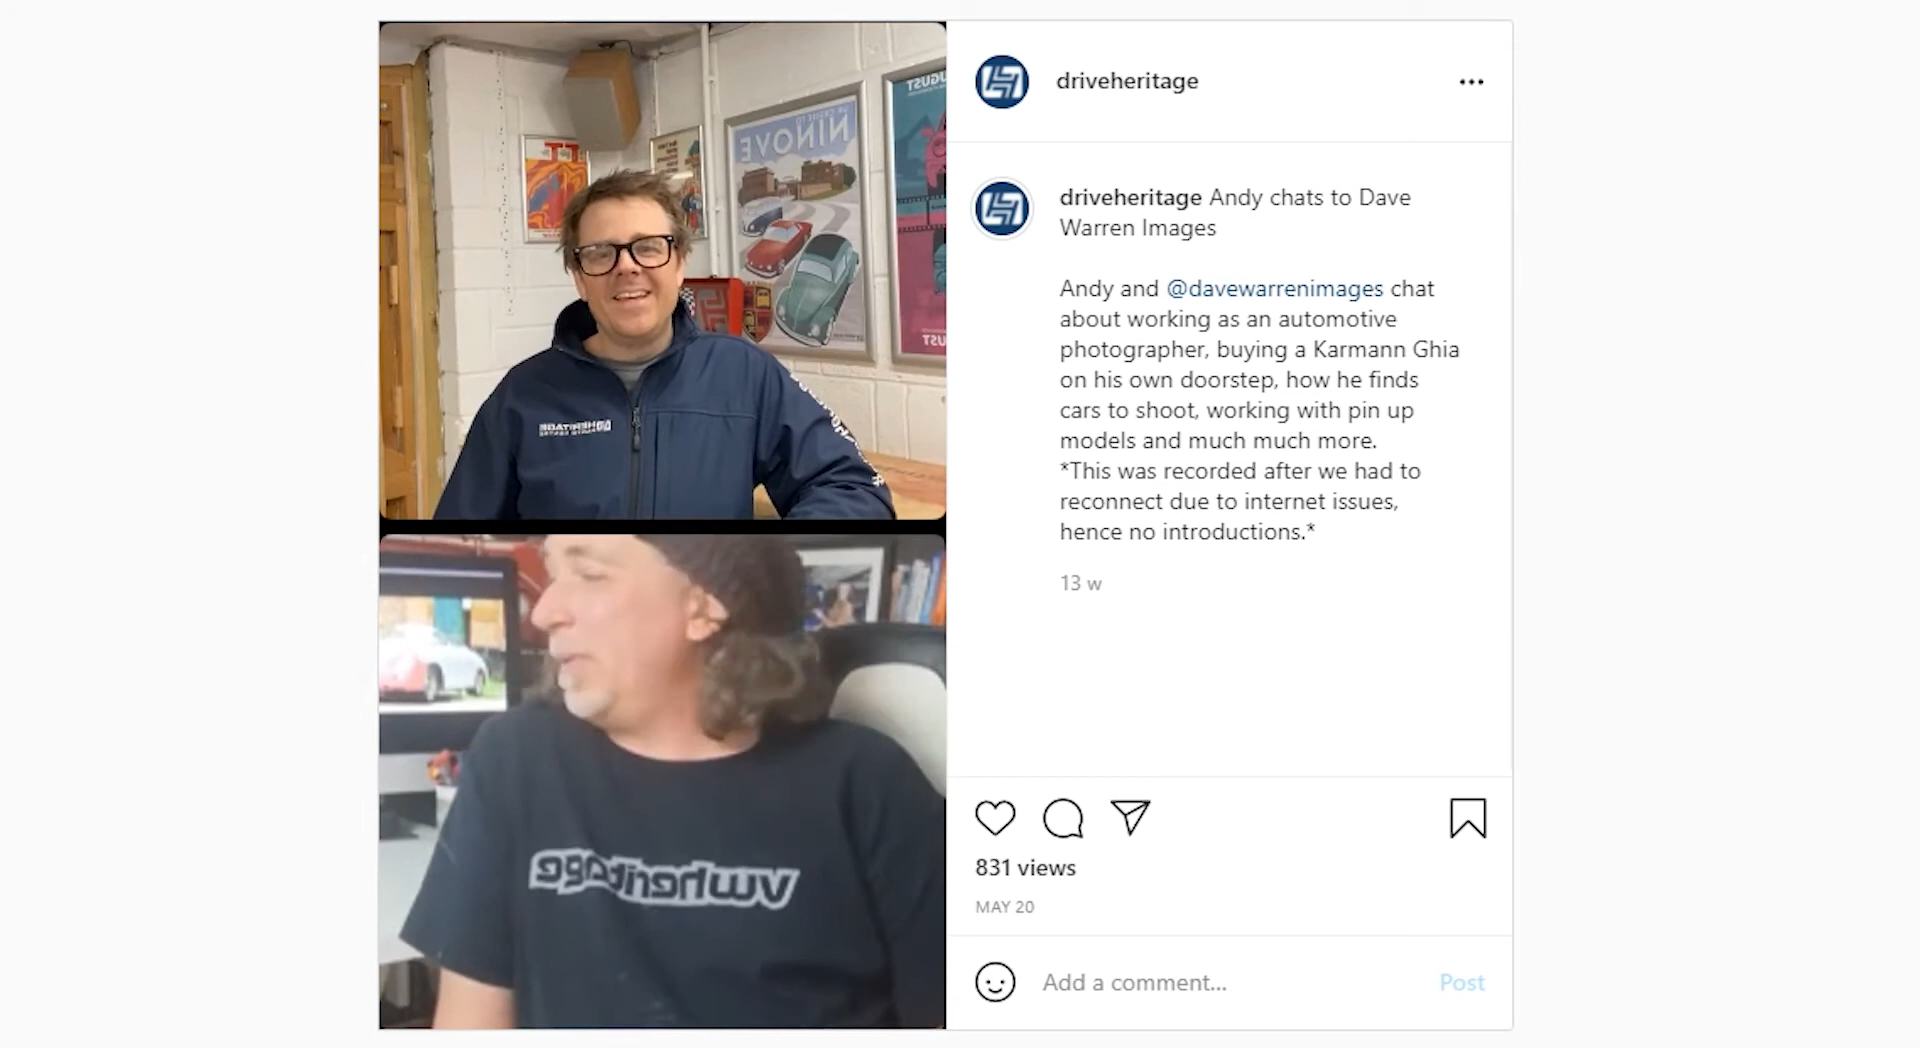 driveheritage
driveheritage Andy chats to Dave
Warren Images
Andy and @davewarrenimages chat
about working as an automotive
photographer, buying a Karmann Ghia
on his own doorstep, how he finds
cars to shoot, working with pin up
models and much much more.
*This was recorded after we had to
reconnect due to internet issues,
hence no introductions.*
13 w
831 views
MAY 20
Add a comment...
Post
NINOVE
AUGUST
HERITAGE
vwheritage